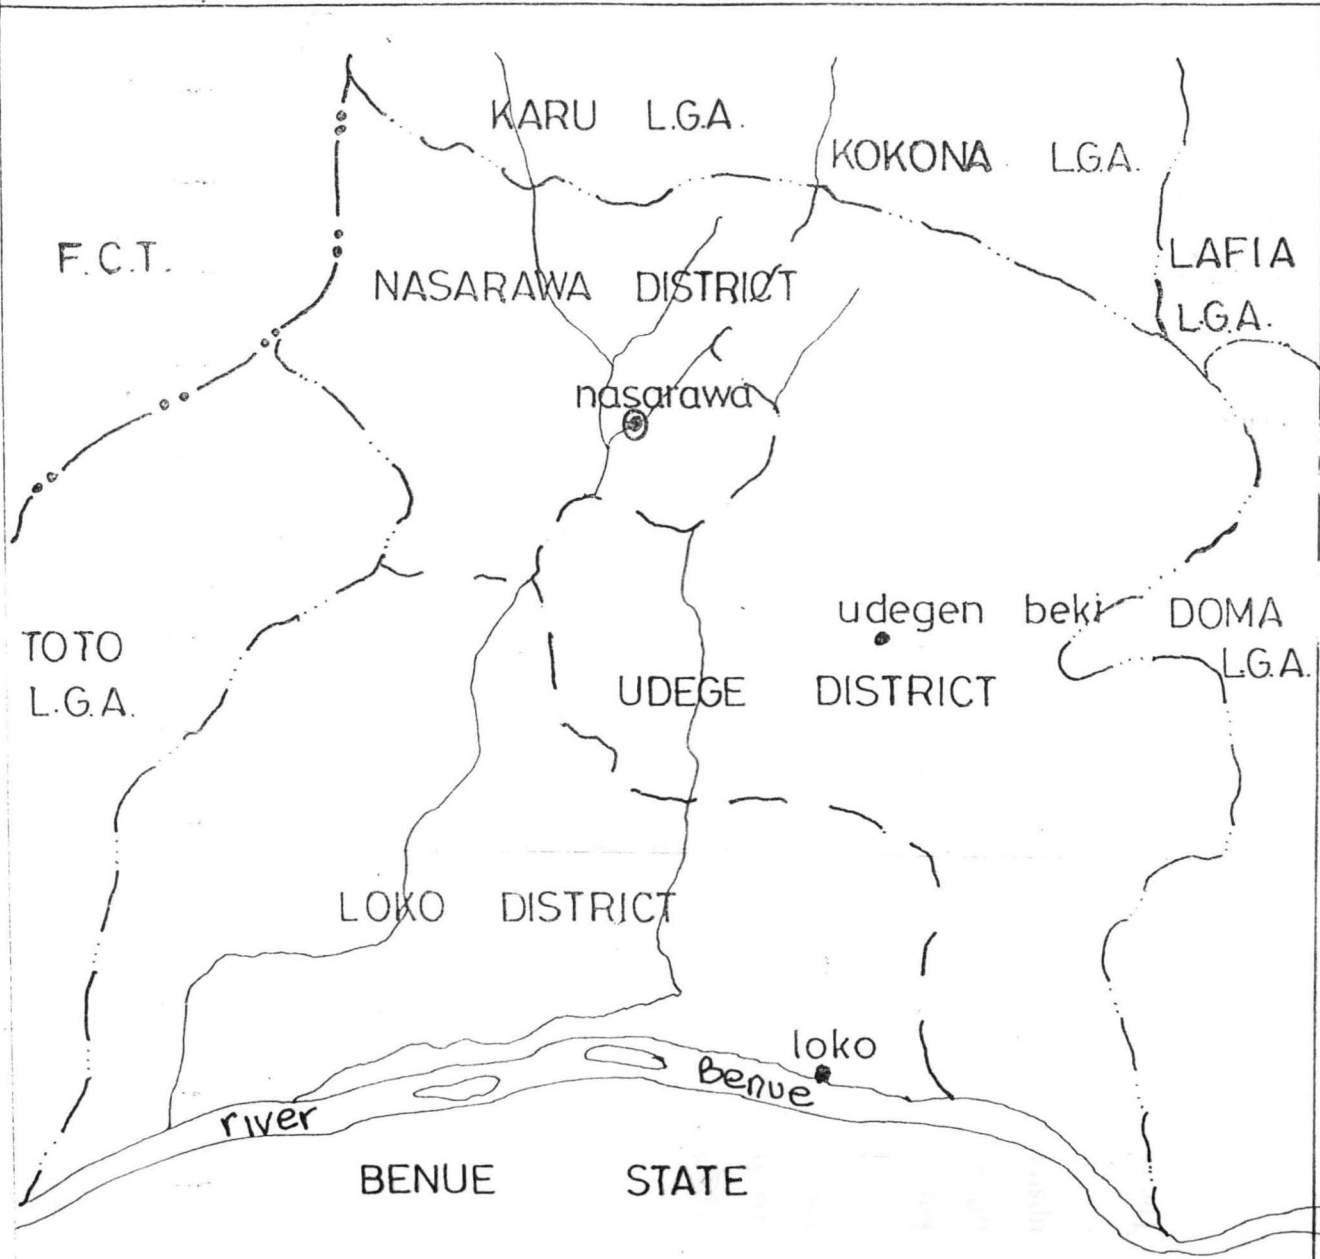 KARU L.G.A.
KOKONA L.G.A.
F.C.T.
LAFIA
L.G.A.
NASARAWA DISTRICT
nasarawa
udegen beki
DOMA
L.G.A.
TOTO
L.G.A.
UDEGE DISTRICT
LOKO DISTRICT
loko
river Benue
BENUE STATE